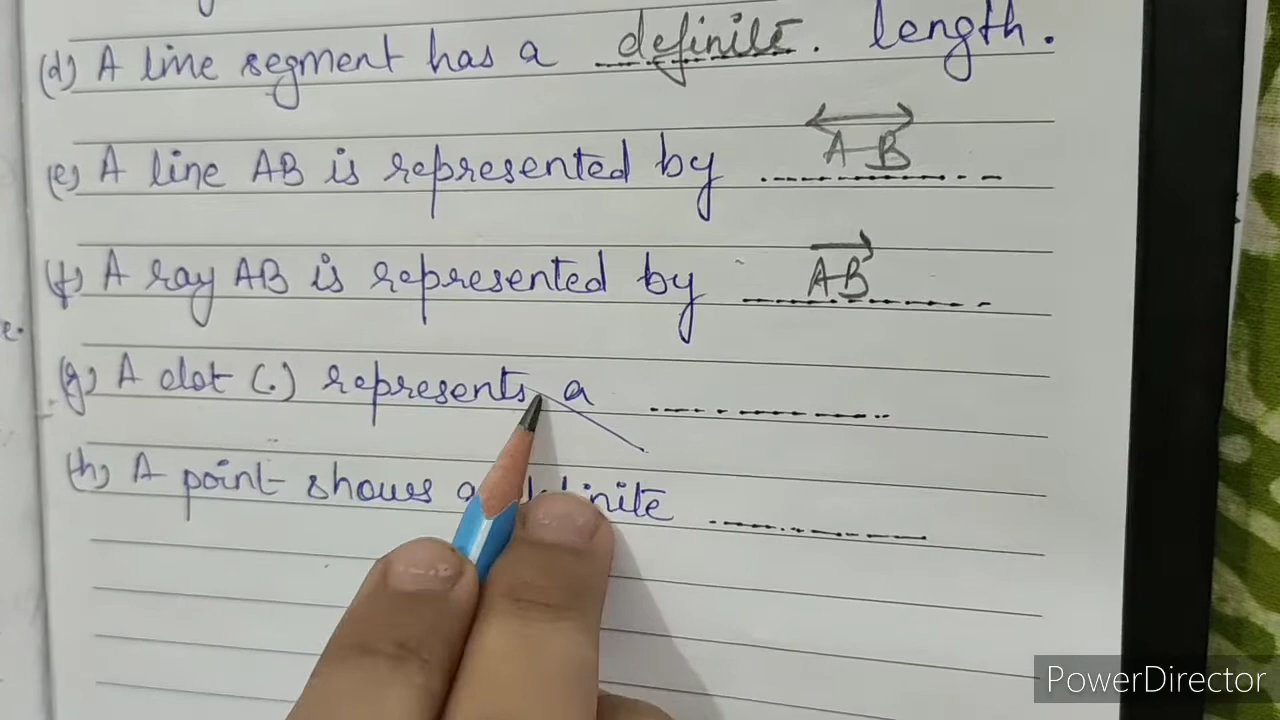 (d) A line segment has a definite. length.
(e) A line AB is represented by AB
(f) A ray AB is represented by AB
(g) A dot (.) represents a
(h) A point shows a definite
PowerDirector